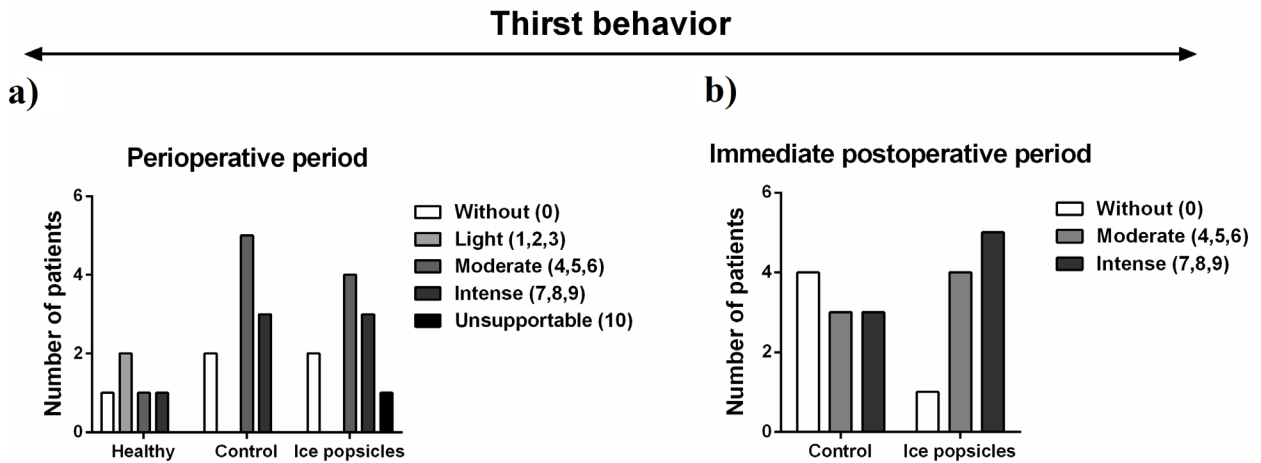 Thirst behavior
a)
Perioperative period
Number of patients
6
4
2
0
Healthy
Control
Ice popsicles
Without (0)
Light (1,2,3)
Moderate (4,5,6)
Intense (7,8,9)
Unsupportable (10)
b)
Immediate postoperative period
Number of patients
6
4
2
0
Control
Ice popsicles
Without (0)
Moderate (4,5,6)
Intense (7,8,9)